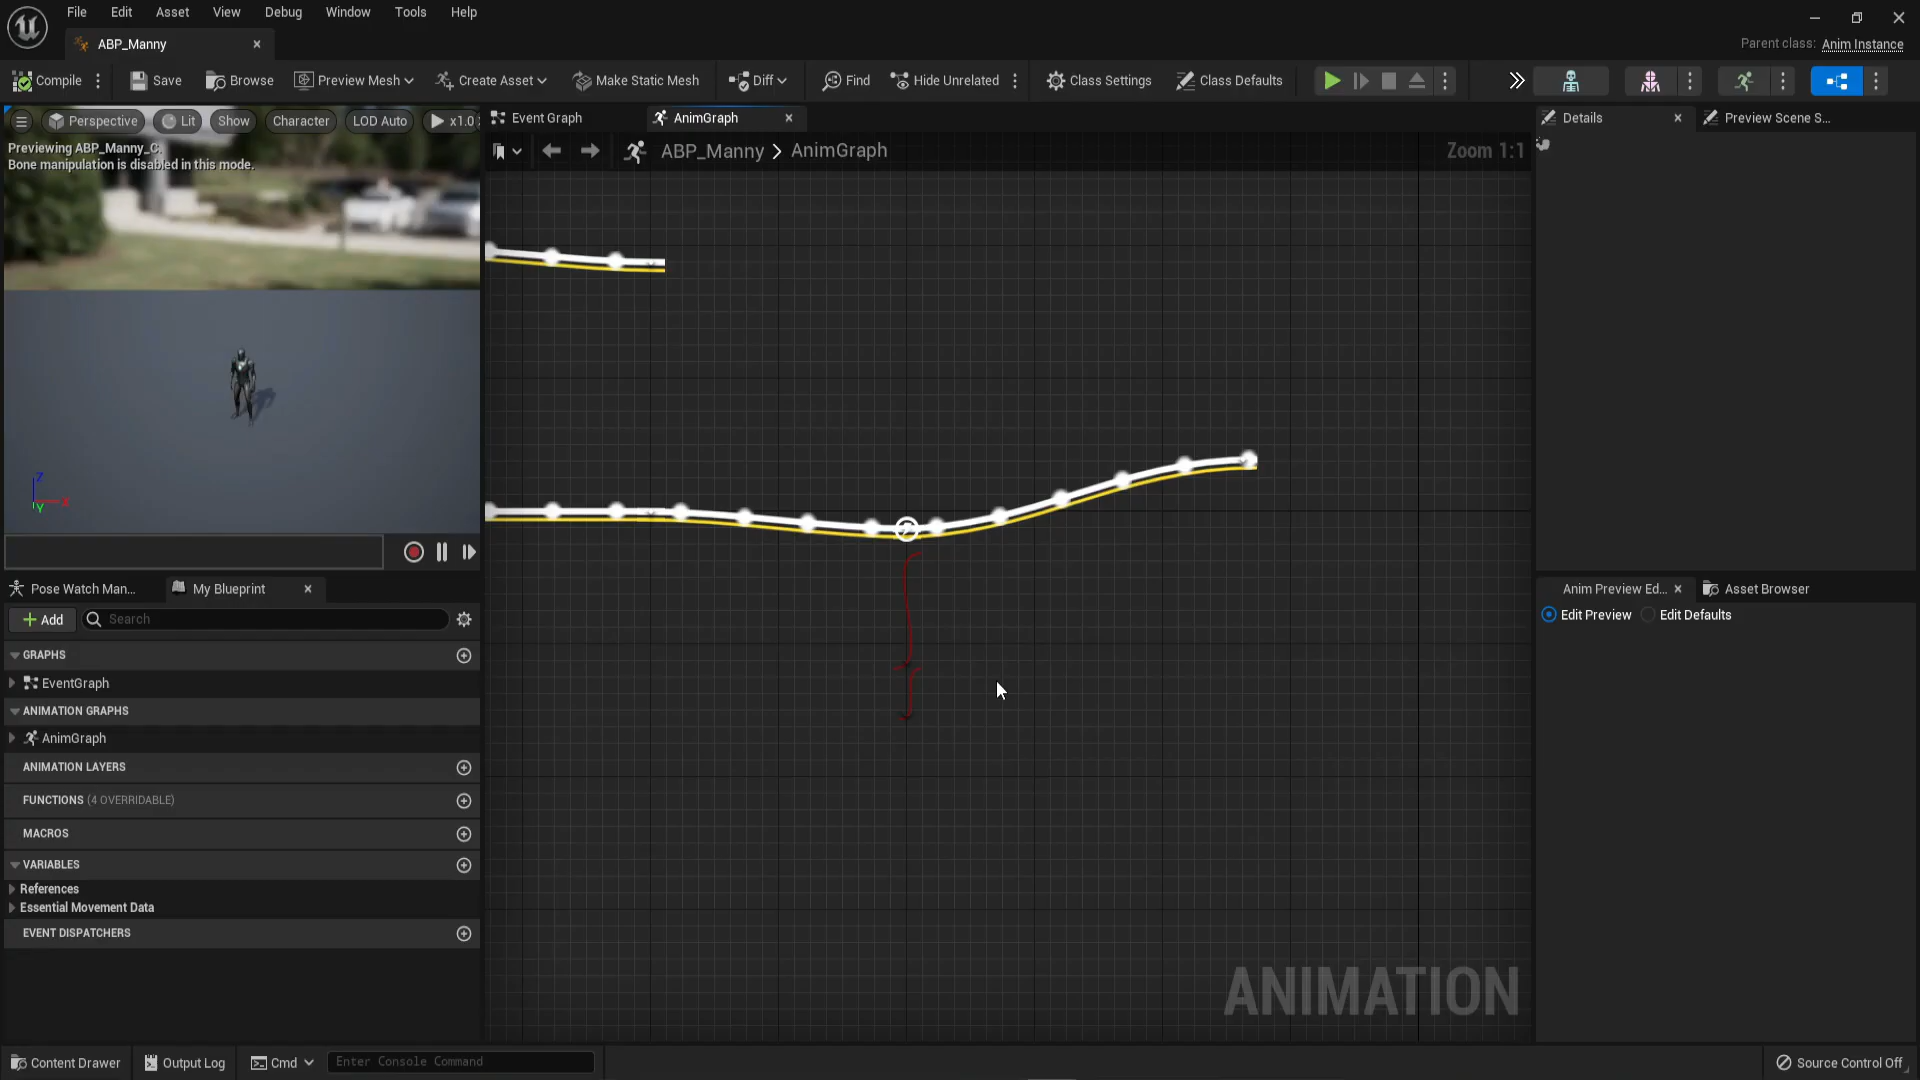 File Edit Asset View Debug Window Tools Help
ABP_Manny
Parent class: Anim Instance
Compile Save Browse Preview Mesh Create Asset Make Static Mesh Diff Find Hide Unrelated Class Settings Class Defaults
Perspective Lit Show Character LOD Auto x1.0
Previewing ABP_Manny_C.
Bone manipulation is disabled in this mode.
Z
X
Y
Event Graph AnimGraph
ABP_Manny > AnimGraph
Zoom 1:1
Details Preview Scene S...
Pose Watch Man... My Blueprint
Add Search
GRAPHS
EventGraph
ANIMATION GRAPHS
AnimGraph
ANIMATION LAYERS
FUNCTIONS (4 OVERRIDABLE)
MACROS
VARIABLES
References
Essential Movement Data
EVENT DISPATCHERS
Anim Preview Ed... Asset Browser
Edit Preview Edit Defaults
ANIMATION
Content Drawer Output Log Cmd Enter Console Command Source Control Off